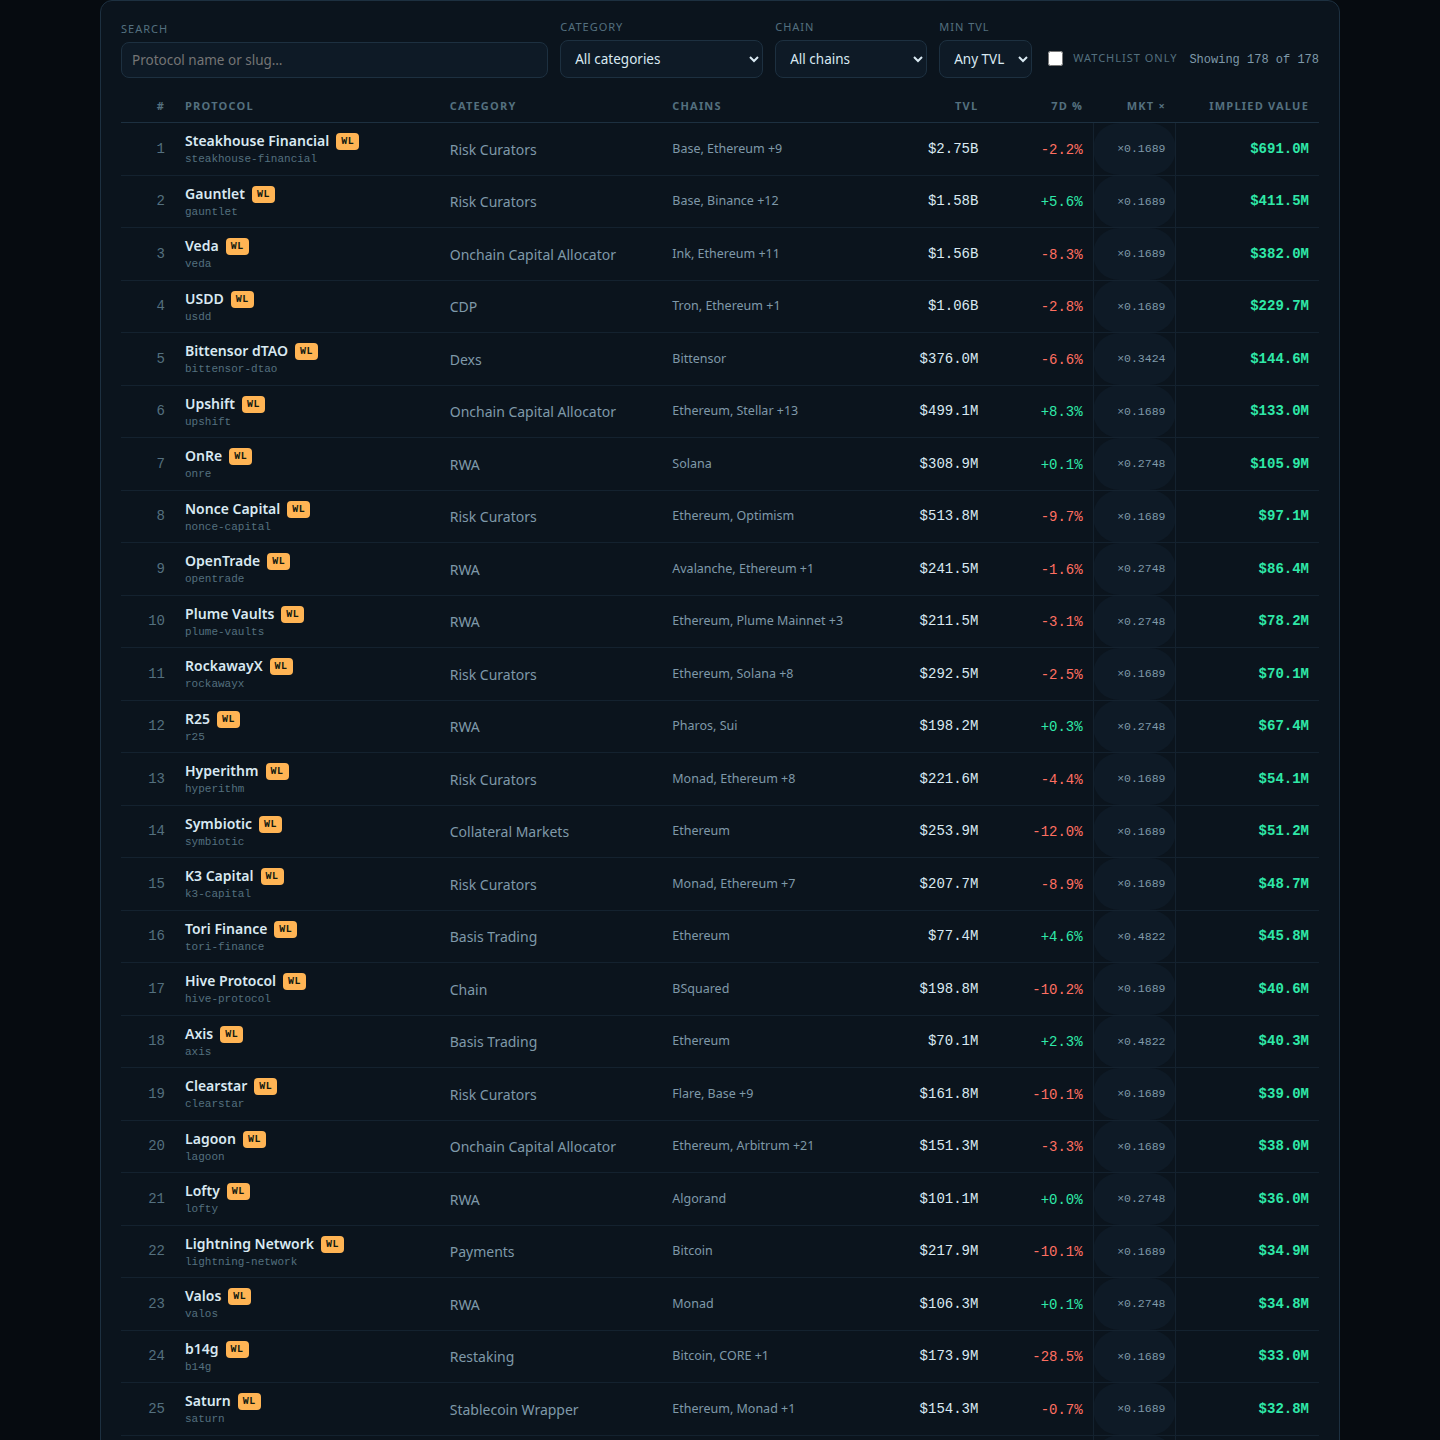 SEARCH CATEGORY CHAIN MIN TVL
Protocol name or slug... All categories All chains Any TVL WATCHLIST ONLY Showing 178 of 178
# PROTOCOL CATEGORY CHAINS TVL 7D % MKT × IMPLIED VALUE
1 Steakhouse Financial WL Risk Curators Base, Ethereum +9 $2.75B -2.2% ×0.1689 $691.0M
steakhouse-financial
2 Gauntlet WL Risk Curators Base, Binance +12 $1.58B +5.6% ×0.1689 $411.5M
gauntlet
3 Veda WL Onchain Capital Allocator Ink, Ethereum +11 $1.56B -8.3% ×0.1689 $382.0M
veda
4 USDD WL CDP Tron, Ethereum +1 $1.06B -2.8% ×0.1689 $229.7M
usdd
5 Bittensor dTAO WL Dexs Bittensor $376.0M -6.6% ×0.3424 $144.6M
bittensor-dtao
6 Upshift WL Onchain Capital Allocator Ethereum, Stellar +13 $499.1M +8.3% ×0.1689 $133.0M
upshift
7 OnRe WL RWA Solana $308.9M +0.1% ×0.2748 $105.9M
onre
8 Nonce Capital WL Risk Curators Ethereum, Optimism $513.8M -9.7% ×0.1689 $97.1M
nonce-capital
9 OpenTrade WL RWA Avalanche, Ethereum +1 $241.5M -1.6% ×0.2748 $86.4M
opentrade
10 Plume Vaults WL RWA Ethereum, Plume Mainnet +3 $211.5M -3.1% ×0.2748 $78.2M
plume-vaults
11 RockawayX WL Risk Curators Ethereum, Solana +8 $292.5M -2.5% ×0.1689 $70.1M
rockawayx
12 R25 WL RWA Pharos, Sui $198.2M +0.3% ×0.2748 $67.4M
r25
13 Hyperithm WL Risk Curators Monad, Ethereum +8 $221.6M -4.4% ×0.1689 $54.1M
hyperithm
14 Symbiotic WL Collateral Markets Ethereum $253.9M -12.0% ×0.1689 $51.2M
symbiotic
15 K3 Capital WL Risk Curators Monad, Ethereum +7 $207.7M -8.9% ×0.1689 $48.7M
k3-capital
16 Tori Finance WL Basis Trading Ethereum $77.4M +4.6% ×0.4822 $45.8M
tori-finance
17 Hive Protocol WL Chain BSquared $198.8M -10.2% ×0.1689 $40.6M
hive-protocol
18 Axis WL Basis Trading Ethereum $70.1M +2.3% ×0.4822 $40.3M
axis
19 Clearstar WL Risk Curators Flare, Base +9 $161.8M -10.1% ×0.1689 $39.0M
clearstar
20 Lagoon WL Onchain Capital Allocator Ethereum, Arbitrum +21 $151.3M -3.3% ×0.1689 $38.0M
lagoon
21 Lofty WL RWA Algorand $101.1M +0.0% ×0.2748 $36.0M
lofty
22 Lightning Network WL Payments Bitcoin $217.9M -10.1% ×0.1689 $34.9M
lightning-network
23 Valos WL RWA Monad $106.3M +0.1% ×0.2748 $34.8M
valos
24 b14g WL Restaking Bitcoin, CORE +1 $173.9M -28.5% ×0.1689 $33.0M
b14g
25 Saturn WL Stablecoin Wrapper Ethereum, Monad +1 $154.3M -0.7% ×0.1689 $32.8M
saturn